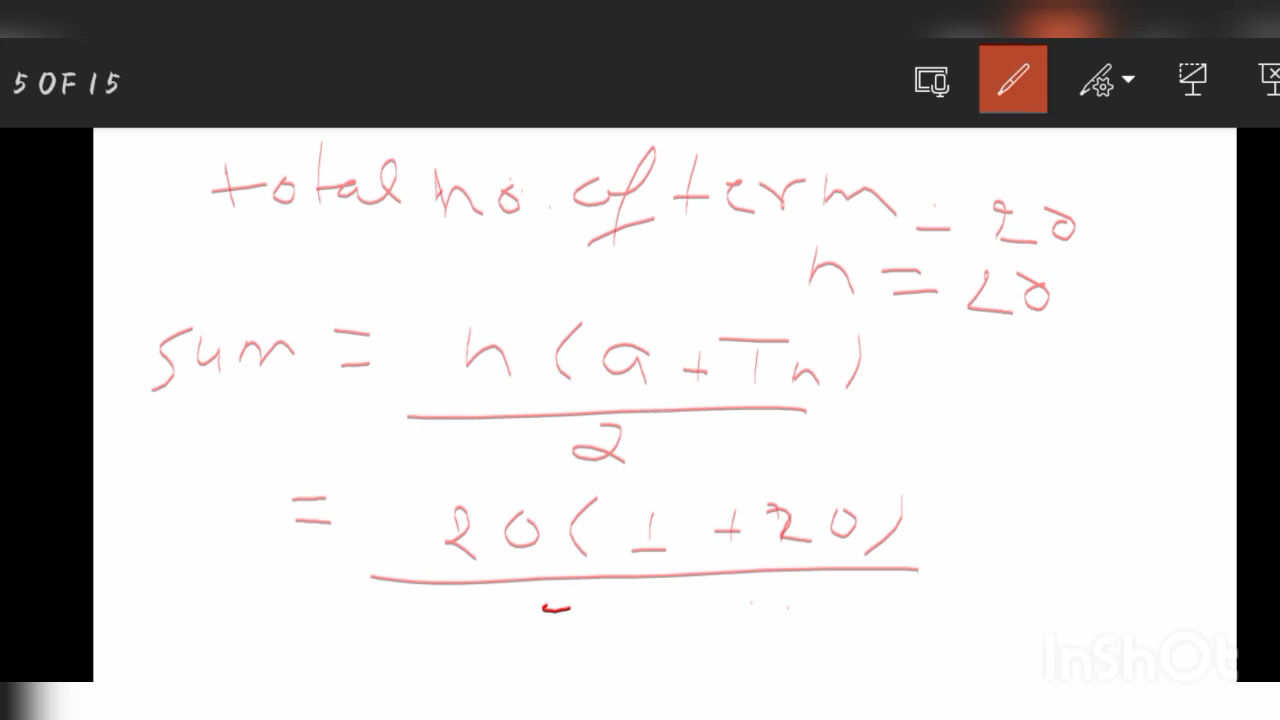 5 OF 15
total no. of term = 20
n = 20
sum = n(a+Tn)
2
= 20(1+20)
InShOt